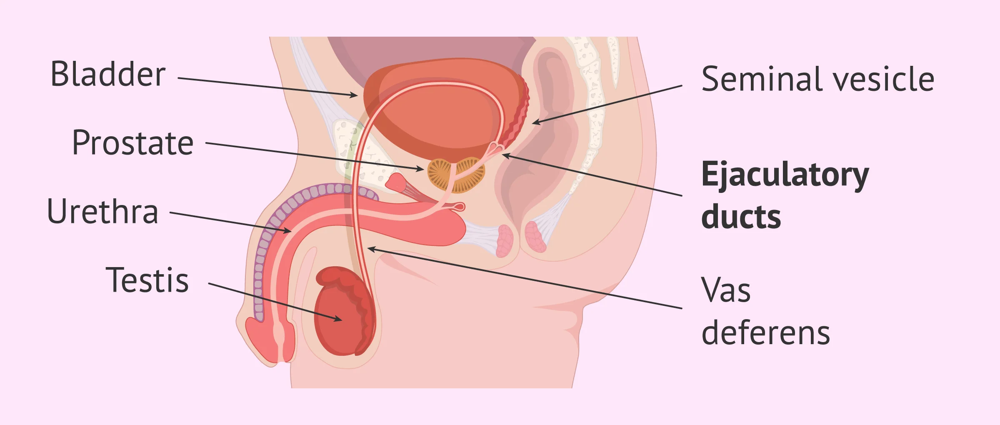 Bladder
Prostate
Urethra
Testis
Seminal vesicle
Ejaculatory
ducts
Vas
deferens